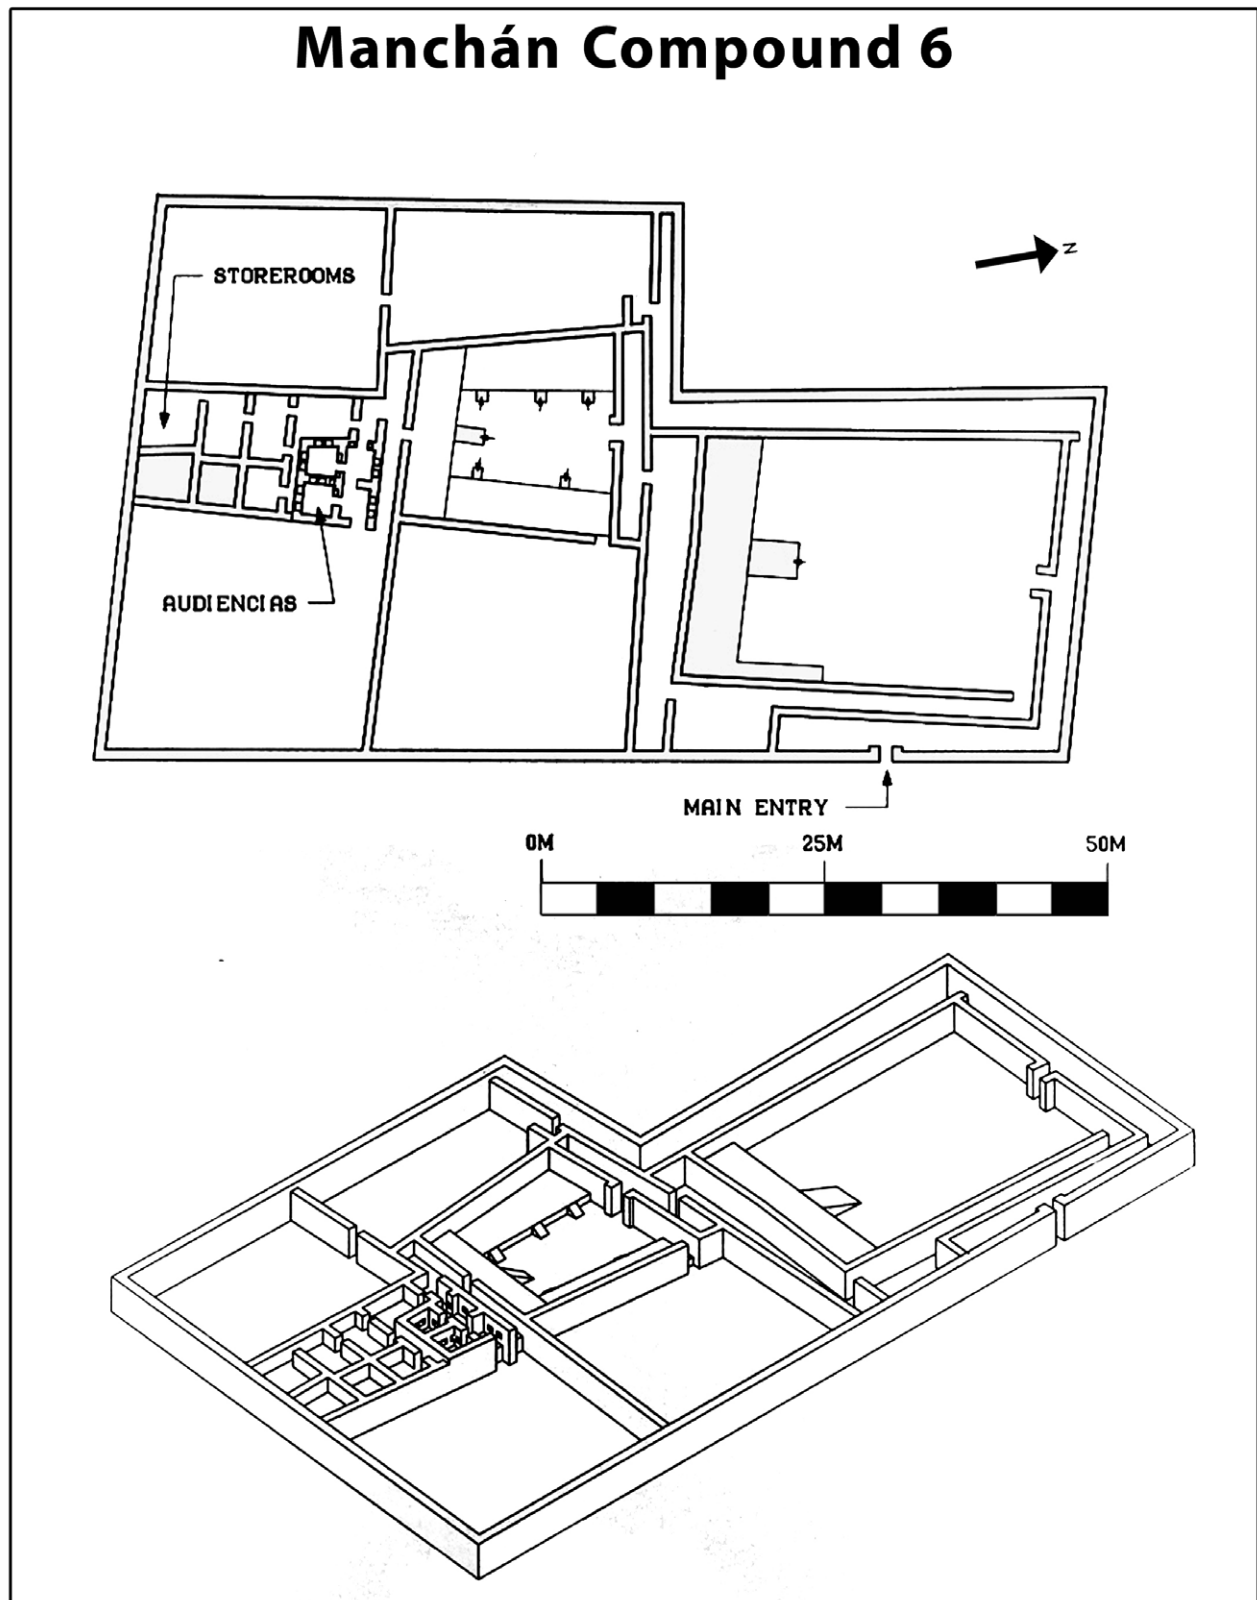 Manchán Compound 6
N
STOREROOMS
AUDIENCIAS
MAIN ENTRY
0M 25M 50M